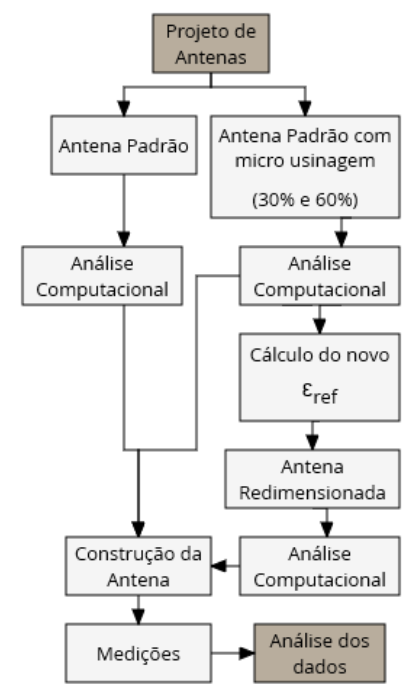 Projeto de
Antenas
Antena Padrão
Antena Padrão com
micro usinagem
(30% e 60%)
Análise
Computacional
Análise
Computacional
Cálculo do novo
εref
Antena
Redimensionada
Construção da
Antena
Análise
Computacional
Medições
Análise dos
dados